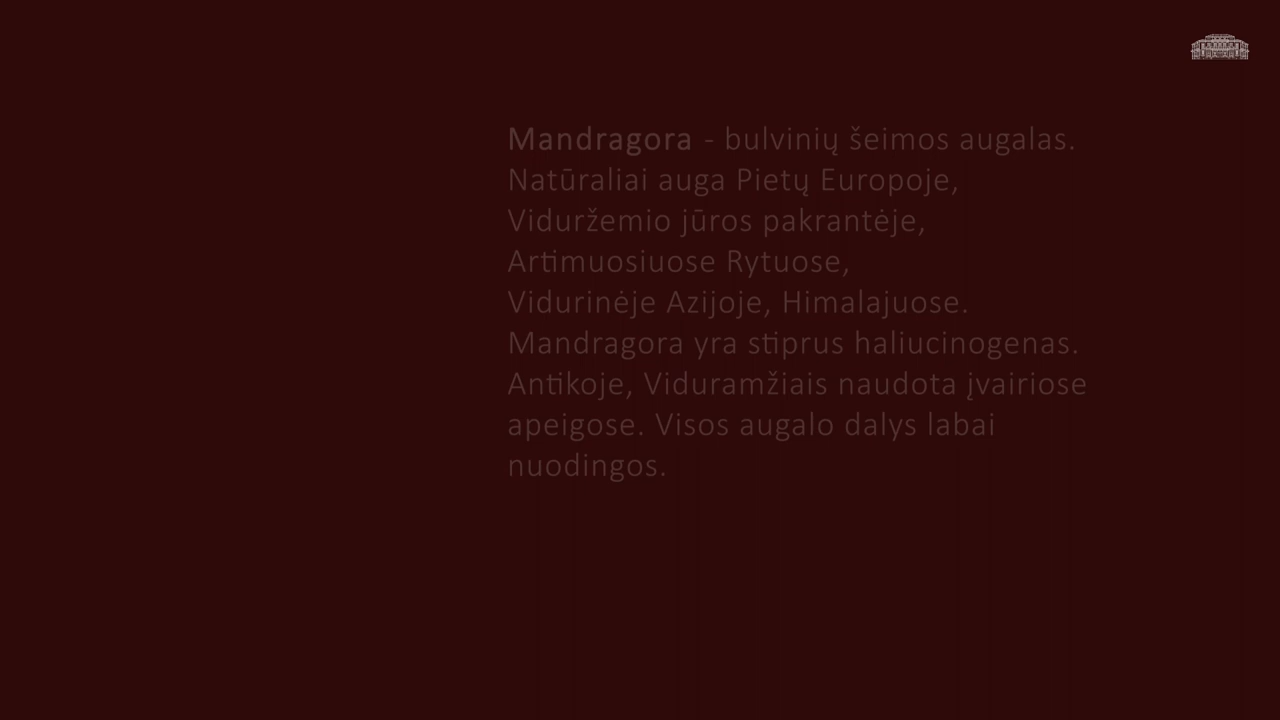 Mandragora - bulvinių šeimos augalas.
Natūraliai auga Pietų Europoje,
Viduržemio jūros pakrantėje,
Artimuosiuose Rytuose,
Vidurinėje Azijoje, Himalajuose.
Mandragora yra stiprus haliucinogenas.
Antikoje, Viduramžiais naudota įvairiose
apeigose. Visos augalo dalys labai
nuodingos.